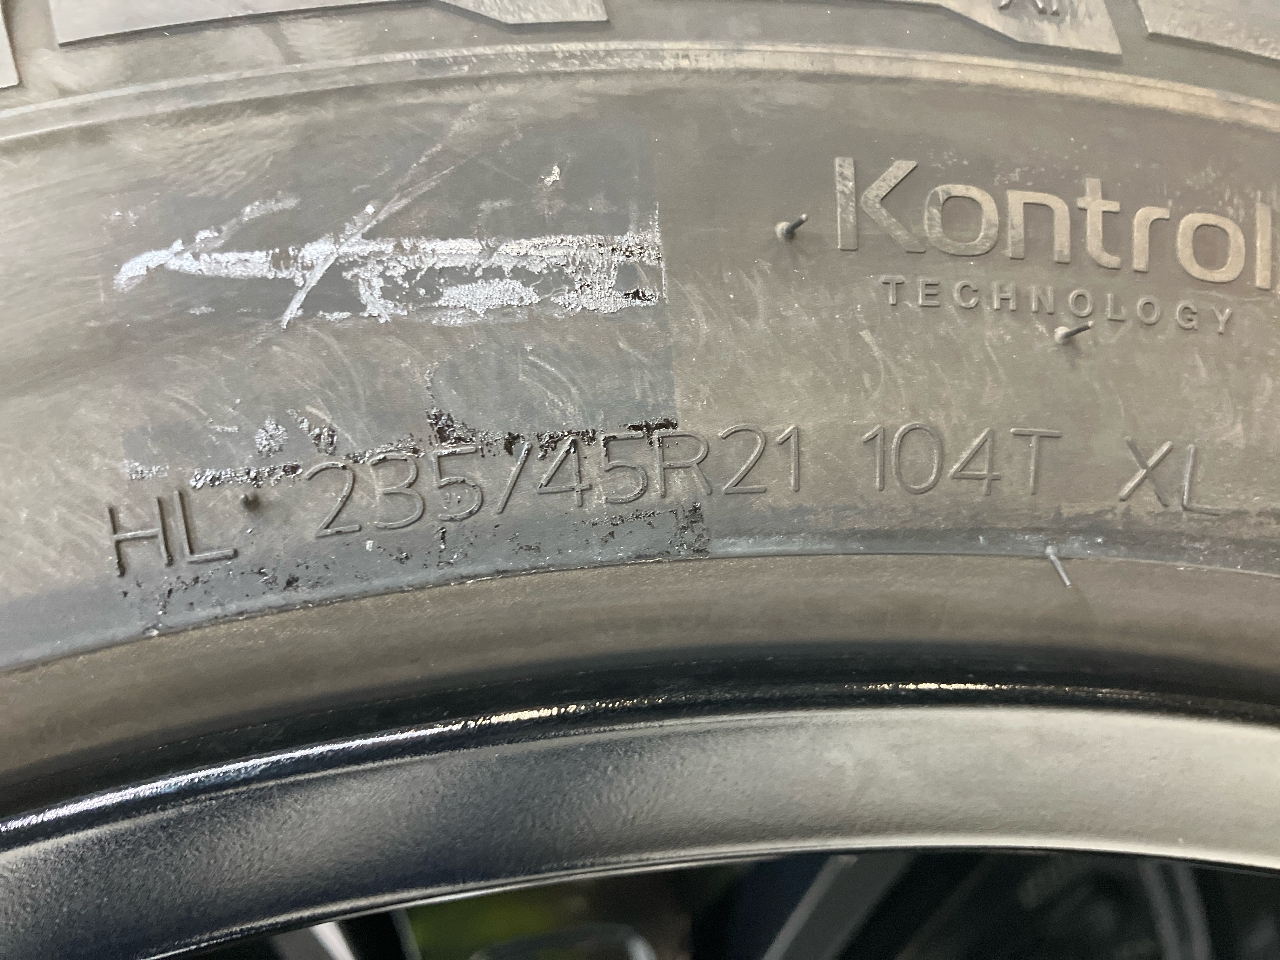 Kontrol
TECHNOLOGY
HL 235/45R21 104T XL